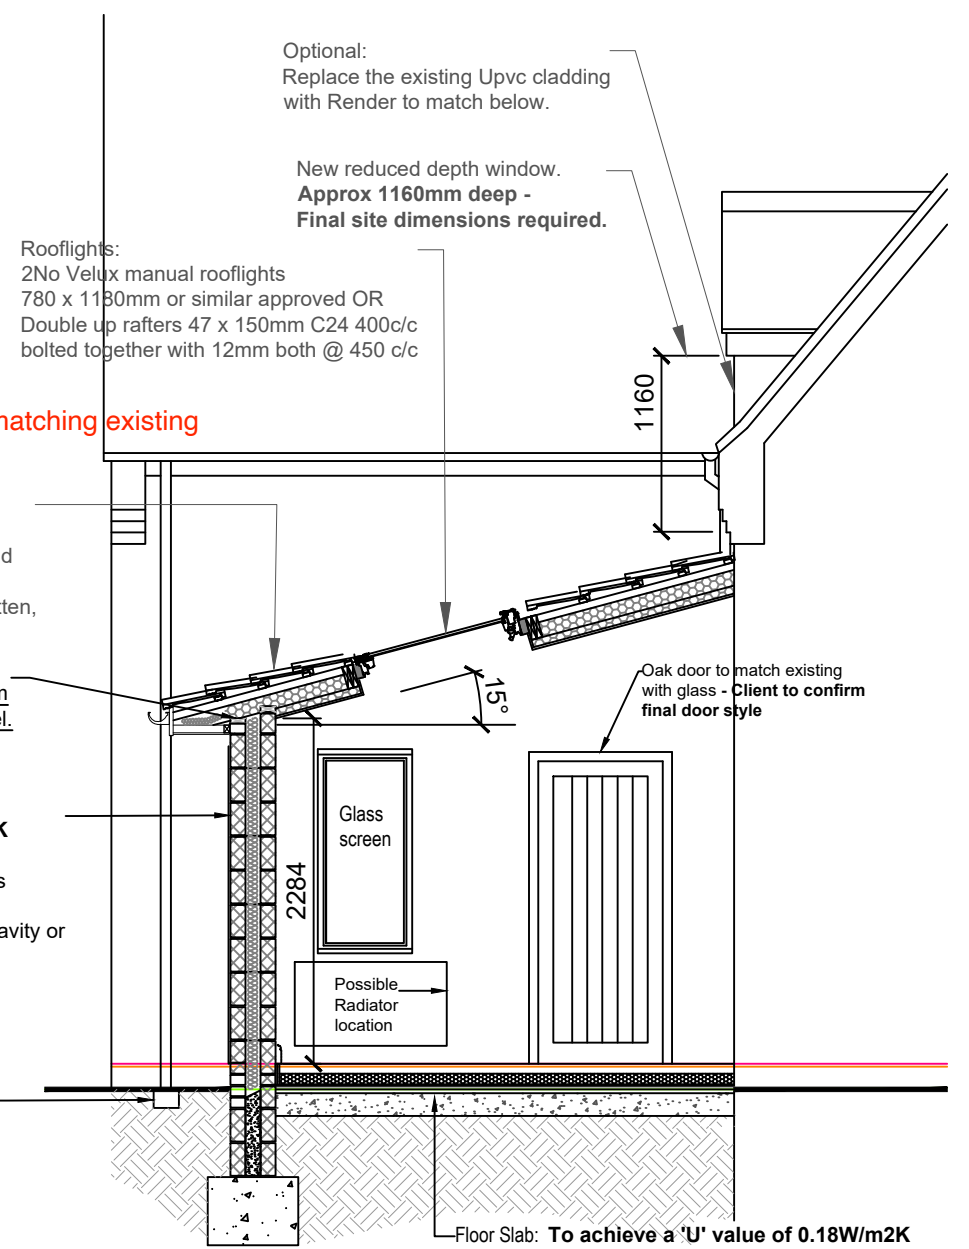 Optional:
Replace the existing Upvc cladding
with Render to match below.
New reduced depth window.
Approx 1160mm deep -
Final site dimensions required.
Rooflights:
2No Velux manual rooflights
780 x 1180mm or similar approved OR
Double up rafters 47 x 150mm C24 400c/c
bolted together with 12mm both @ 450 c/c
1160
matching existing
d
tten,
m
el.
15°
Oak door to match existing
with glass - Client to confirm
final door style
K
s
avity or
Glass
screen
2284
Possible
Radiator
location
Floor Slab: To achieve a 'U' value of 0.18W/m2K